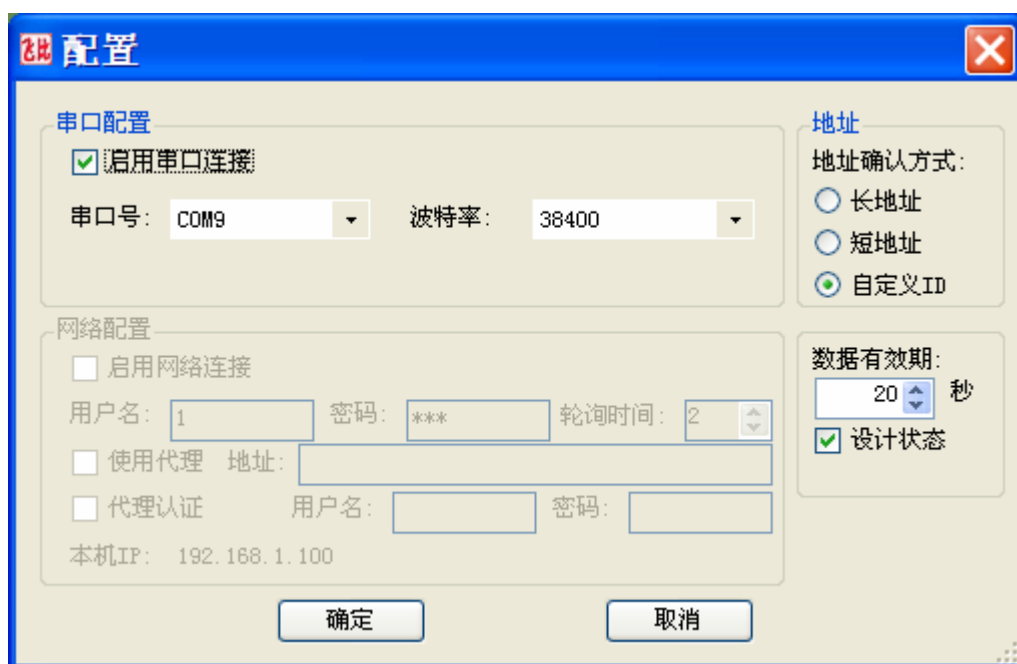 飞比 配置
串口配置
启用串口连接
串口号: COM9 波特率: 38400
地址
地址确认方式:
长地址
短地址
自定义ID
网络配置
启用网络连接
用户名: 1 密码: *** 轮询时间: 2
使用代理 地址:
代理认证 用户名: 密码:
本机IP: 192.168.1.100
数据有效期:
20 秒
设计状态
确定 取消